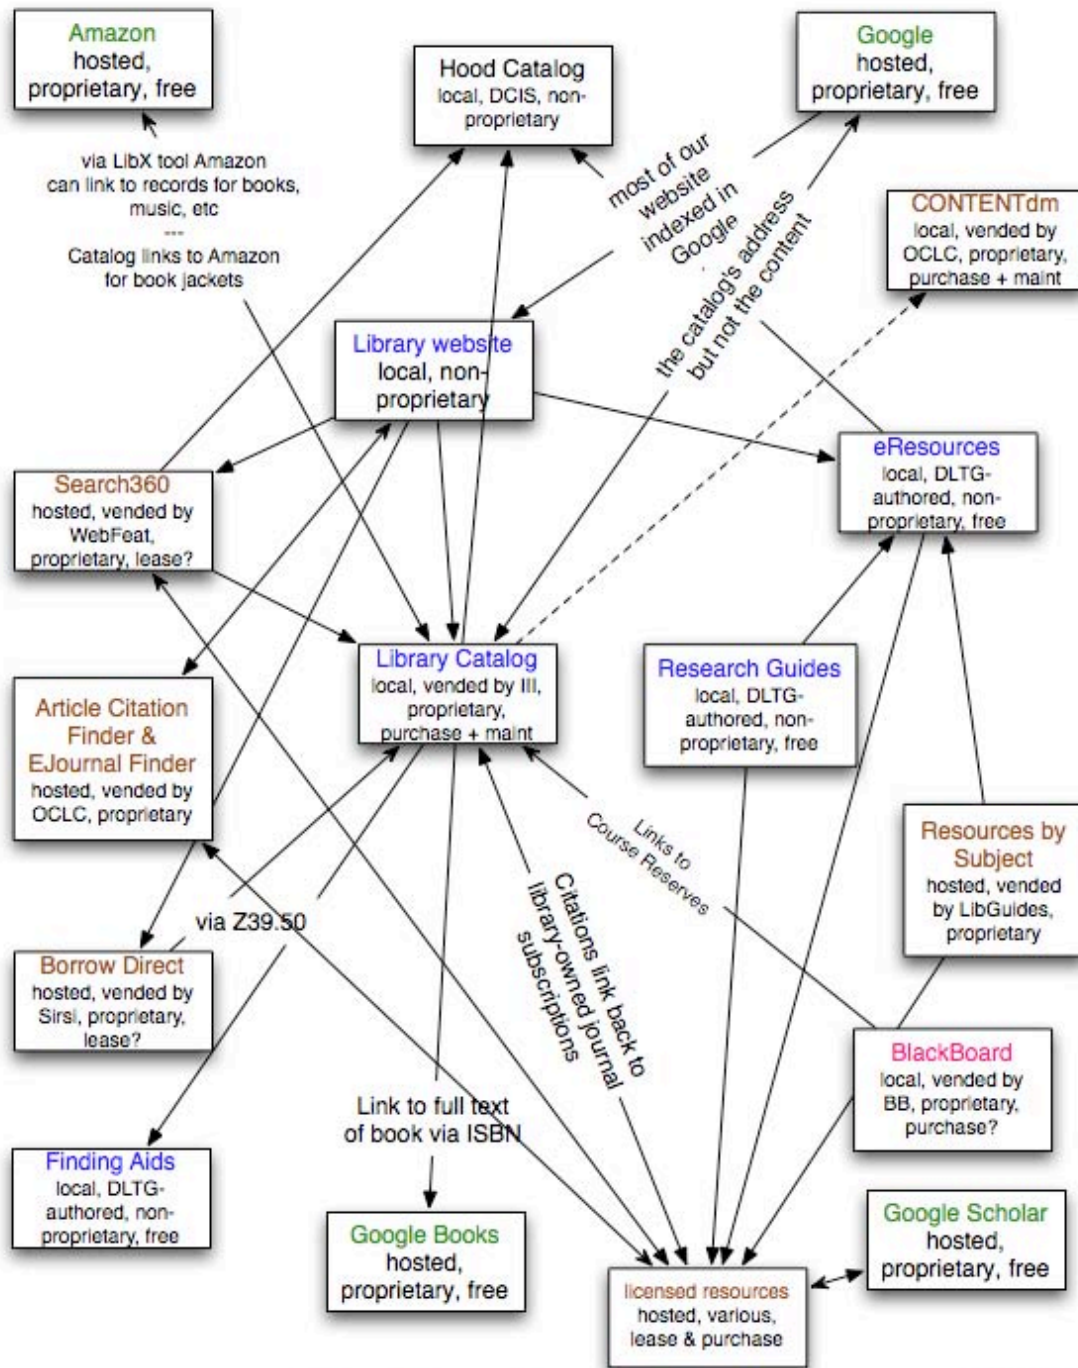 Amazon
hosted,
proprietary, free
Hood Catalog
local, DCIS, non-
proprietary
Google
hosted,
proprietary, free
via LibX tool Amazon
can link to records for books,
music, etc
---
Catalog links to Amazon
for book jackets
most of our
website
indexed in
Google
the catalog's address
but not the content
CONTENTdm
local, vended by
OCLC, proprietary,
purchase + maint
Library website
local, non-
proprietary
Search360
hosted, vended by
WebFeat,
proprietary, lease?
eResources
local, DLTG-
authored, non-
proprietary, free
Article Citation
Finder &
EJournal Finder
hosted, vended by
OCLC, proprietary
Library Catalog
local, vended by III,
proprietary,
purchase + maint
Research Guides
local, DLTG-
authored, non-
proprietary, free
Resources by
Subject
hosted, vended
by LibGuides,
proprietary
Links to
Course Reserves
via Z39.50
Citations link back to
library-owned journal
subscriptions
Borrow Direct
hosted, vended by
Sirsi, proprietary,
lease?
BlackBoard
local, vended by
BB, proprietary,
purchase?
Link to full text
of book via ISBN
Finding Aids
local, DLTG-
authored, non-
proprietary, free
Google Books
hosted,
proprietary, free
licensed resources
hosted, various,
lease & purchase
Google Scholar
hosted,
proprietary, free